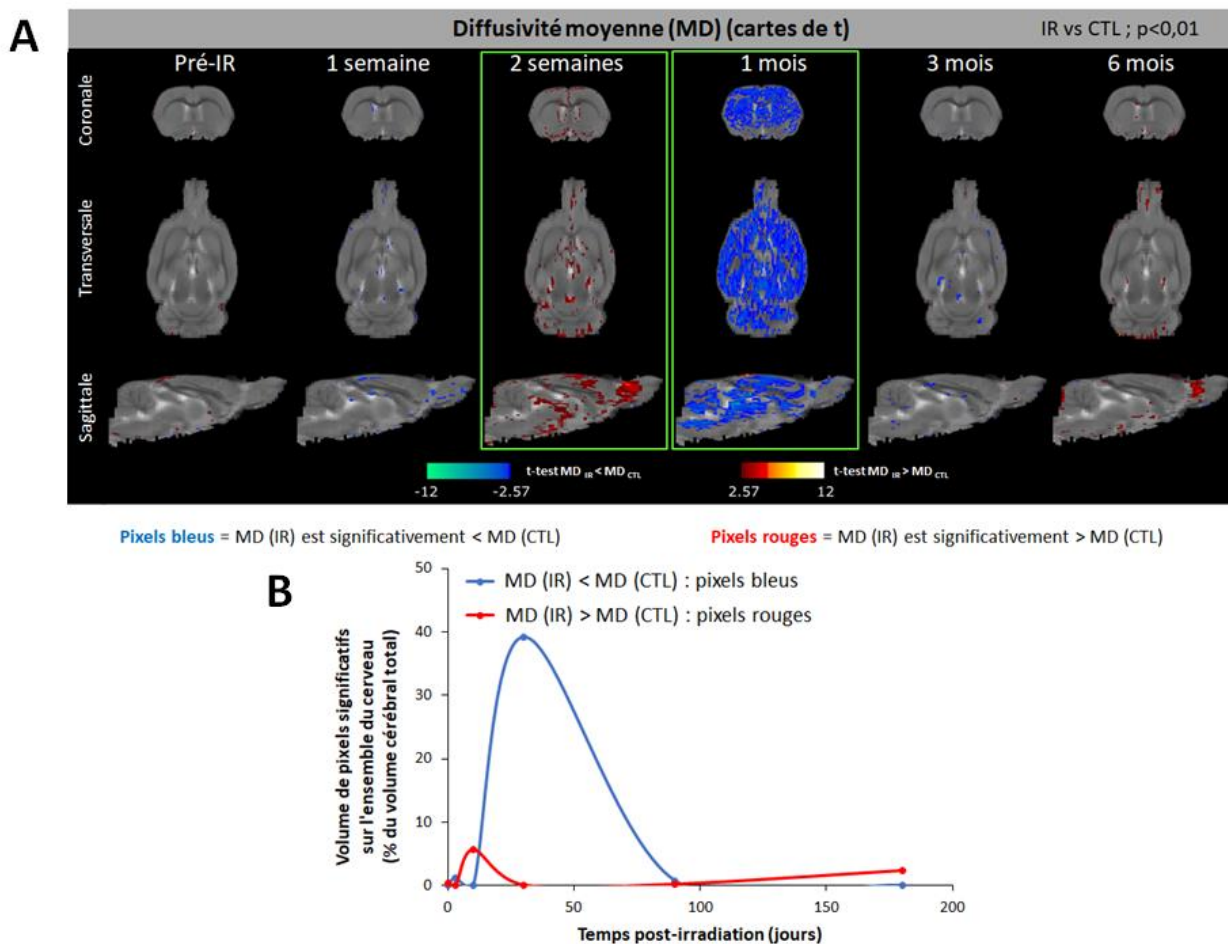 A
Diffusivité moyenne (MD) (cartes de t)
IR vs CTL ; p<0,01
Pré-IR
1 semaine
2 semaines
1 mois
3 mois
6 mois
Coronale
Transversale
Sagittale
t-test MD IR < MD CTL
-12
-2.57
t-test MD IR > MD CTL
2.57
12
Pixels bleus = MD (IR) est significativement < MD (CTL)
Pixels rouges = MD (IR) est significativement > MD (CTL)
B
MD (IR) < MD (CTL) : pixels bleus
MD (IR) > MD (CTL) : pixels rouges
Volume de pixels significatifs
sur l'ensemble du cerveau
(% du volume cérébral total)
50
40
30
20
10
0
0
50
100
150
200
Temps post-irradiation (jours)